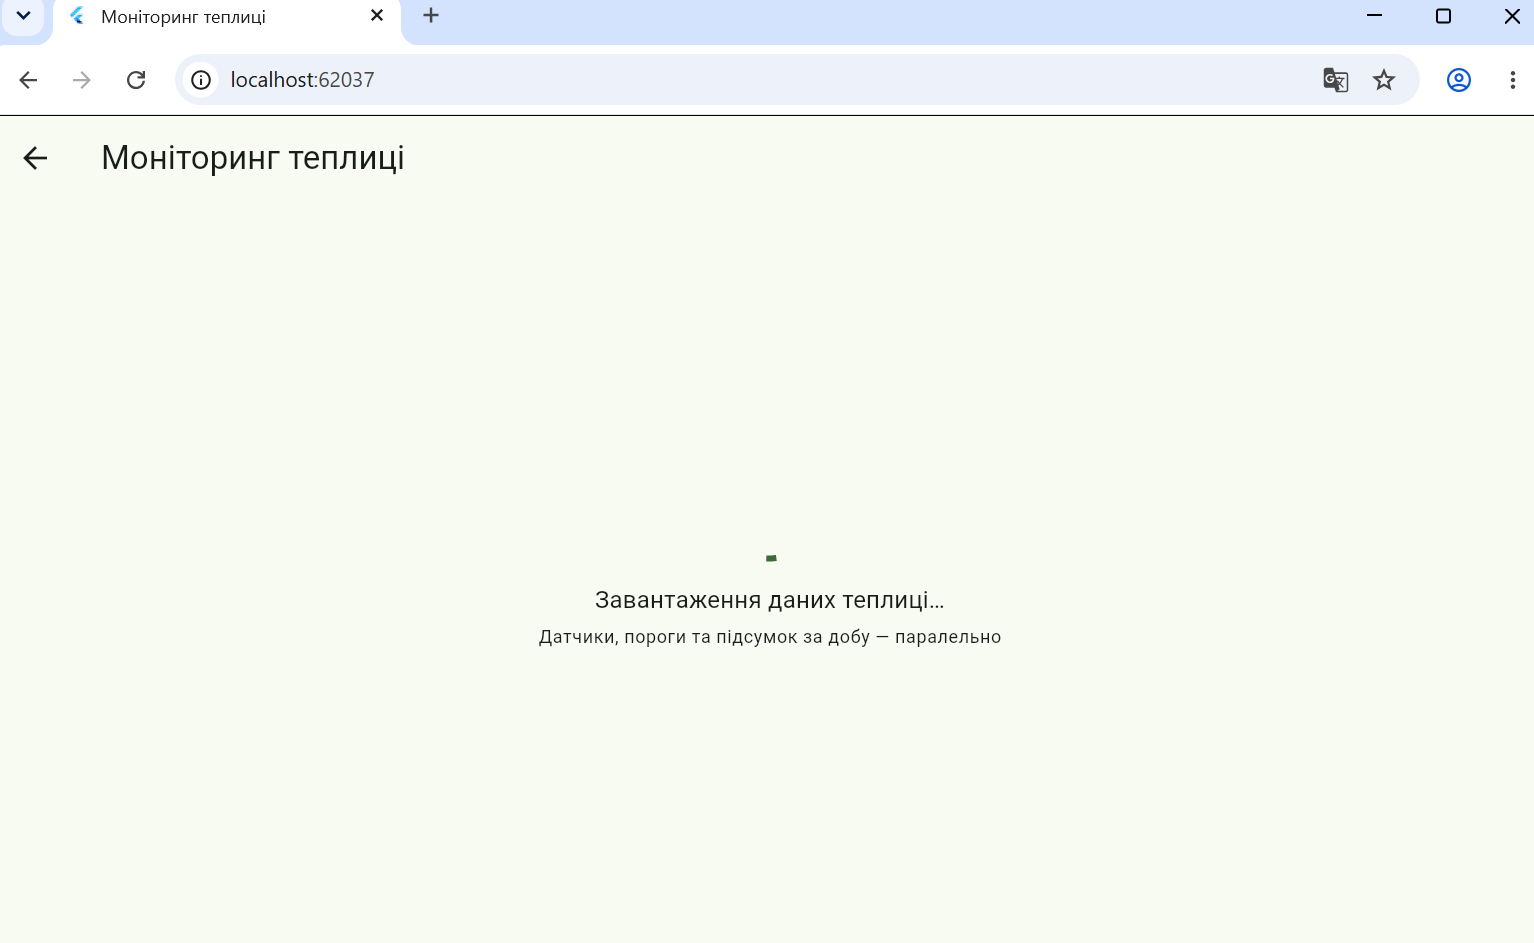 Моніторинг теплиці
localhost:62037
Моніторинг теплиці
Завантаження даних теплиці...
Датчики, пороги та підсумок за добу — паралельно